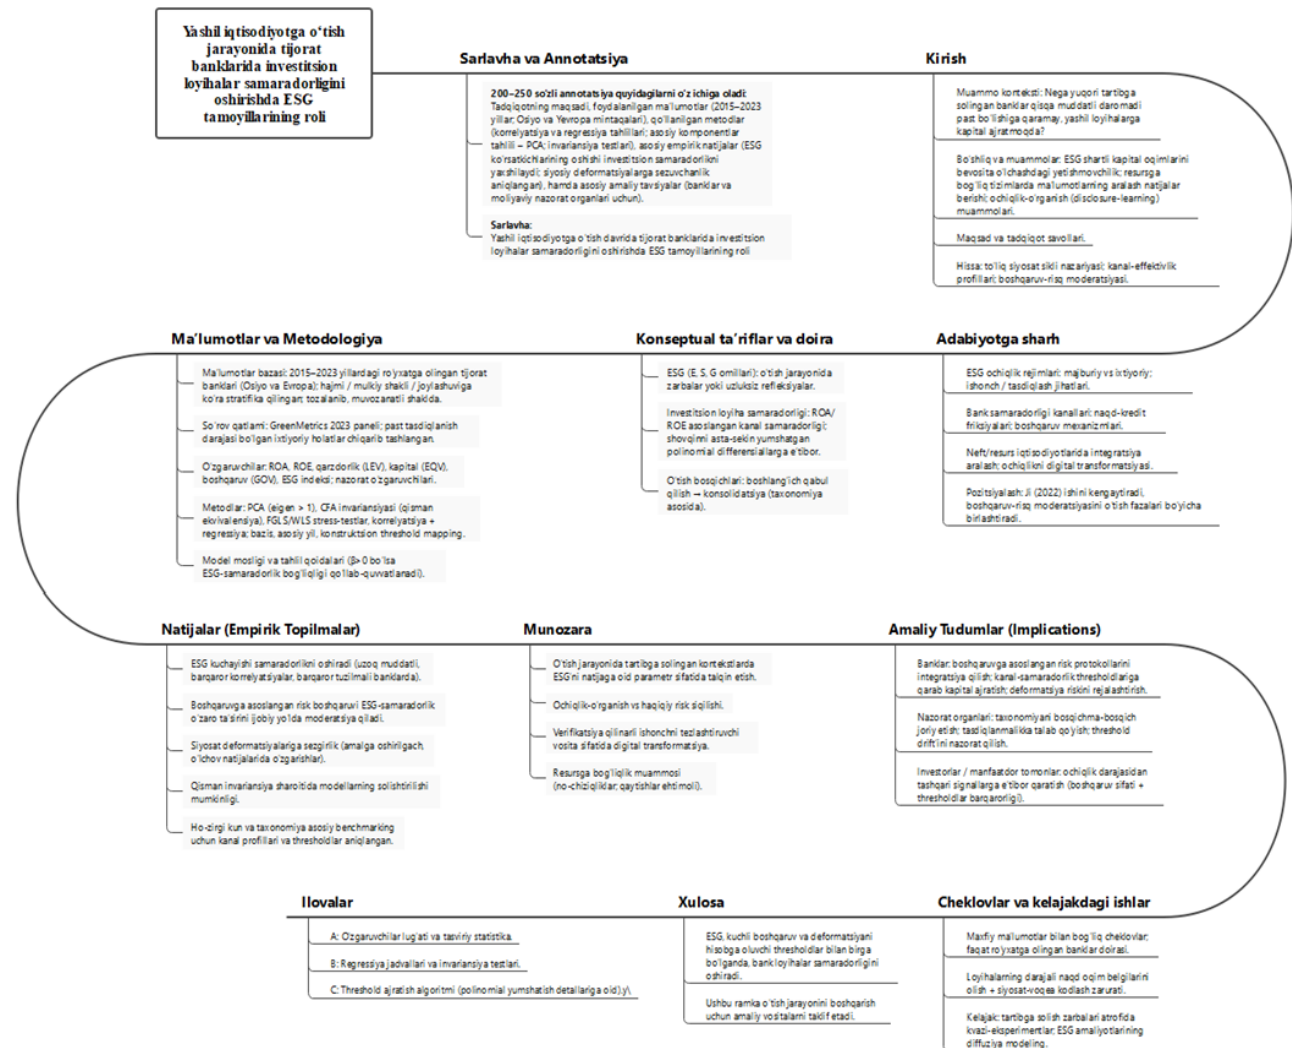 Yashil iqtisodiyotga o‘tish
jarayonida tijorat
banklarida investitsion
loyihalar samaradorligini
oshirishda ESG
tamoyillarining roli
Sarlavha va Annotatsiya
200–250 so'zli annotatsiya quyidagilarni o'z ichiga oladi:
Tadqiqotning maqsadi, foydalanilgan ma'lumotlar (2015–2023
yillar; Osiyo va Yevropa mintaqalari), qo'llanilgan metodlar
(korrelyatsiya va regressiya tahlillari; asosiy komponentlar
tahlili – PCA; invariansiya testlari), asosiy empirik natijalar (ESG
ko'rsatkichlarining oshishi investitsion samaradorlikni
yaxshilaydi; siyosiy deformatsiyalarga sezuvchanlik
aniqlangan), hamda asosiy amaliy tavsiyalar (banklar va
moliyaviy nazorat organlari uchun).
Sarlavha:
Yashil iqtisodiyotga o'tish davrida tijorat banklarida investitsion
loyihalar samaradorligini oshirishda ESG tamoyillarining roli
Kirish
Muammo konteksti: Nega yuqori tartibga
solingan banklar qisqa muddatli daromadi
past bo'lishiga qaramay, yashil loyihalarga
kapital ajratmoqda?
Bo'shliq va muammolar: ESG shartli kapital oqimlarini
bevosita o'lchashdagi yetishmovchilik; resursga
bog'liq tizimlarda ma'lumotlarning aralash natijalar
berishi; ochiqlik-o'rganish (disclosure-learning)
muammolari.
Maqsad va tadqiqot savollari.
Hissa: to'liq siyosat sikli nazariyasi; kanal-effektivlik
profillari; boshqaruv-risq moderatsiyasi.
Ma'lumotlar va Metodologiya
Ma'lumotlar bazasi: 2015–2023 yillardagi ro'yxatga olingan tijorat
banklari (Osiyo va Evropa); hajmi / mulkiy shakli / joylashuviga
ko'ra stratifika qilingan; tozalanib, muvozanatli shaklda.
So'rov qatlami: GreenMetrics 2023 paneli; past tasdiqlanish
darajasi bo'lgan ixtiyoriy holatlar chiqarib tashlangan.
O'zgaruvchilar: ROA, ROE, qarzdorlik (LEV), kapital (EQV),
boshqaruv (GOV), ESG indeksi; nazorat o'zgaruvchilari.
Metodlar: PCA (eigen > 1), CFA invariansiyasi (qisman
ekvivalensiya), FGLS/WLS stress-testlar, korrelyatsiya +
regressiya; bazis, asosiy yil, konstruktsion threshold mapping.
Model mosligi va tahlil qoidalari (β>0 bo'lsa
ESG-samaradorlik bog'liqligi qo'llab-quvvatlanadi).
Konseptual ta'riflar va doira
ESG (E, S, G omillari): o'tish jarayonida
zarbalar yoki uzluksiz refleksiyalar.
Investitsion loyiha samaradorligi: ROA/
ROE asoslangan kanal samaradorligi;
shovqinni asta-sekin yumshatgan
polinomial differensiallarga e'tibor.
O'tish bosqichlari: boshlang'ich qabul
qilish → konsolidatsiya (taxonomiya
asosida).
Adabiyotga sharh
ESG ochiqlik rejimlari: majburiy vs ixtiyoriy;
ishonch / tasdiqlash jihatlari.
Bank samaradorligi kanallari: naqd-kredit
friksiyalari; boshqaruv mexanizmlari.
Neft/resurs iqtisodiyotlarida integratsiya
aralash; ochiqlikni digital transformatsiyasi.
Pozitsiyalash: Ji (2022) ishini kengaytiradi,
boshqaruv-risq moderatsiyasini o'tish fazalari bo'yicha
birlashtiradi.
Natijalar (Empirik Topilmalar)
ESG kuchayishi samaradorlikni oshiradi (uzoq muddatli,
barqaror korrelyatsiyalar, barqaror tuzilmali banklarda).
Boshqaruvga asoslangan risk boshqaruvi ESG-samaradorlik
o'zaro ta'sirini ijobiy yo'lda moderatsiya qiladi.
Siyosat deformatsiyalariga sezgirlik (amalga oshirilgach,
o'lchov natijalarida o'zgarishlar).
Qisman invariansiya sharoitida modellarning solishtirilishi
mumkinligi.
Ho-zirgi kun va taxonomiya asosiy benchmarking
uchun kanal profillari va thresholdlar aniqlangan.
Munozara
O'tish jarayonida tartibga solingan kontekstlarda
ESG'ni natijaga oid parametr sifatida talqin etish.
Ochiqlik-o'rganish vs haqiqiy risk siqilishi.
Verifikatsiya qilinarli ishonchni tezlashtiruvchi
vosita sifatida digital transformatsiya.
Resursga bog'liqlik muammosi
(no-chiziqliklar; qaytishlar ehtimoli).
Amaliy Tudumlar (Implications)
Banklar: boshqaruvga asoslangan risk protokollarini
integratsiya qilish; kanal-samaradorlik thresholdlariga
qarab kapital ajratish; deformatsiya riskini rejalashtirish.
Nazorat organlari: taxonomiyani bosqichma-bosqich
joriy etish; tasdiqlanmalikka talab qo'yish; threshold
drift'ini nazorat qilish.
Investorlar / manfaatdor tomonlar: ochiqlik darajasidan
tashqari signallarga e'tibor qaratish (boshqaruv sifati +
thresholdlar barqarorligi).
Ilovalar
A: O'zgaruvchilar lug'ati va tasviriy statistika.
B: Regressiya jadvallari va invariansiya testlari.
C: Threshold ajratish algoritmi (polinomial yumshatish detallariga oid).y\
Xulosa
ESG, kuchli boshqaruv va deformatsiyani
hisobga oluvchi thresholdlar bilan birga
bo'lganda, bank loyihalar samaradorligini
oshiradi.
Ushbu ramka o'tish jarayonini boshqarish
uchun amaliy vositalarni taklif etadi.
Cheklovlar va kelajakdagi ishlar
Maxfiy ma'lumotlar bilan bog'liq cheklovlar;
faqat ro'yxatga olingan banklar doirasi.
Loyihalarning darajali naqd oqim belgilarini
olish + siyosat-voqea kodlash zarurati.
Kelajak: tartibga solish zarbalari atrofida
kvazi-eksperimentlar; ESG amaliyotlarining
diffuziya modeling.